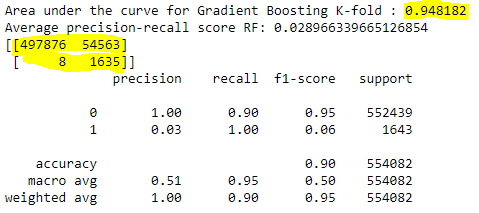 Area under the curve for Gradient Boosting K-fold : 0.948182
Average precision-recall score RF: 0.028966339665126854
[[497876 54563]
[ 8 1635]]
precision recall f1-score support
0 1.00 0.90 0.95 552439
1 0.03 1.00 0.06 1643
accuracy 0.90 554082
macro avg 0.51 0.95 0.50 554082
weighted avg 1.00 0.90 0.95 554082